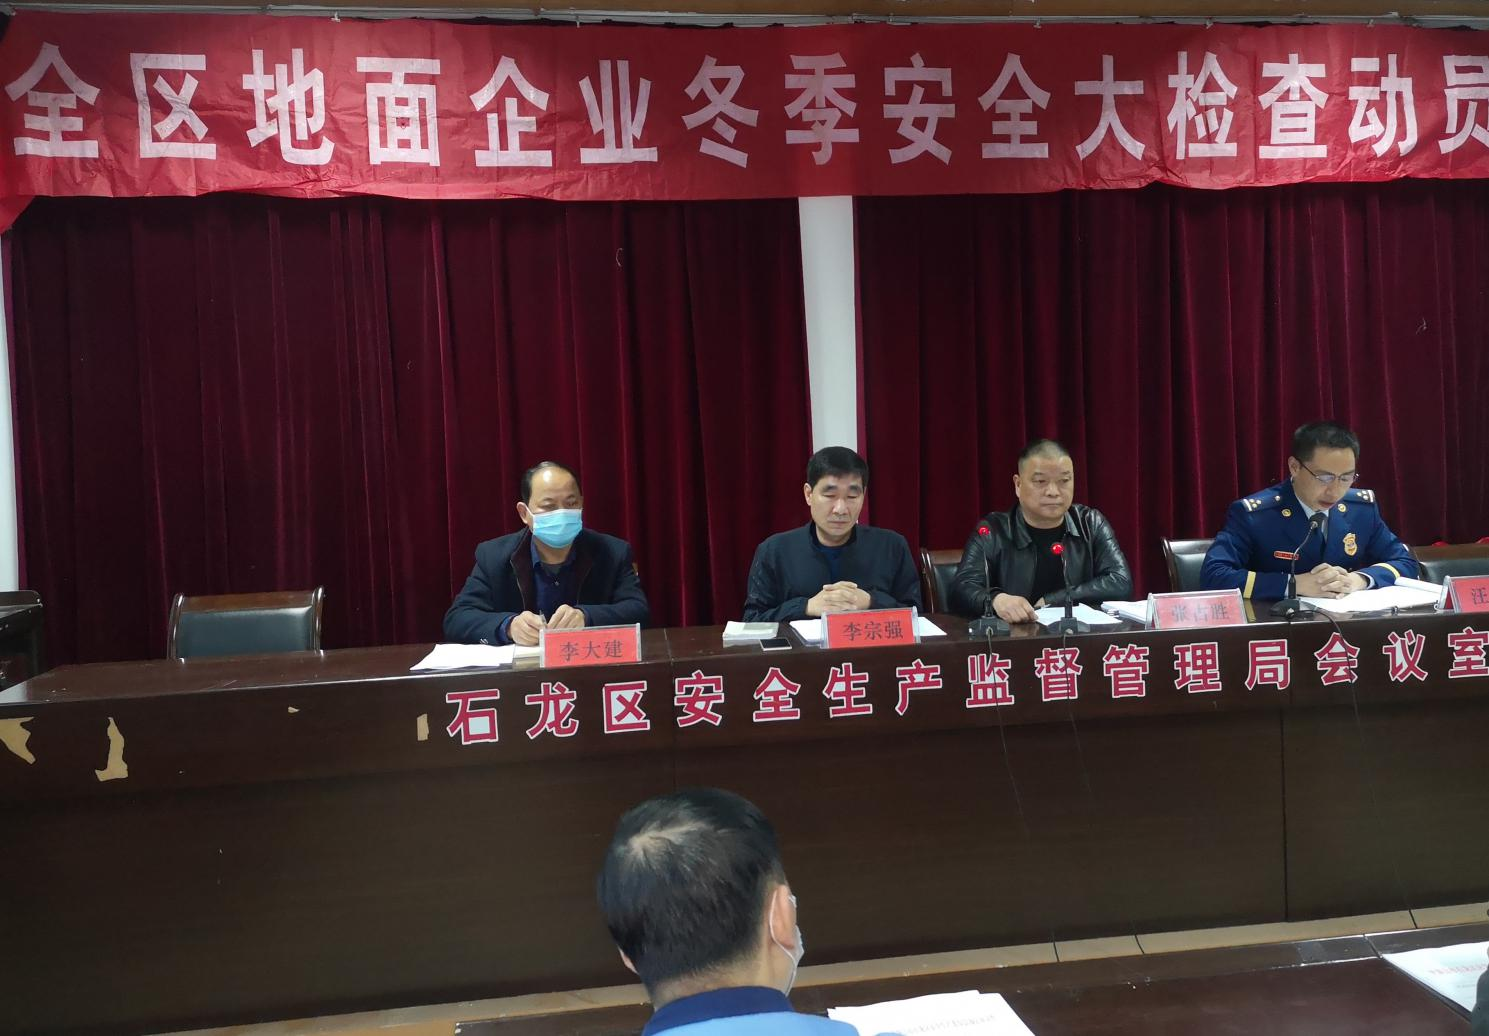 全区地面企业冬季安全大检查动员
李大建
李宗强
张占胜
汪
石龙区安全生产监督管理局会议室